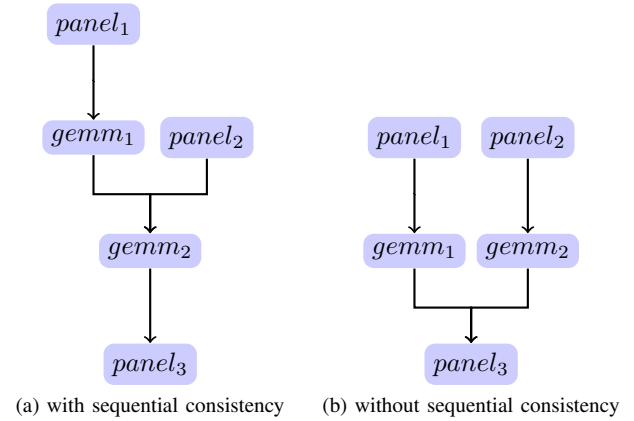 panel₁
gemm₁ panel₂
gemm₂
panel₃
(a) with sequential consistency
panel₁ panel₂
gemm₁ gemm₂
panel₃
(b) without sequential consistency